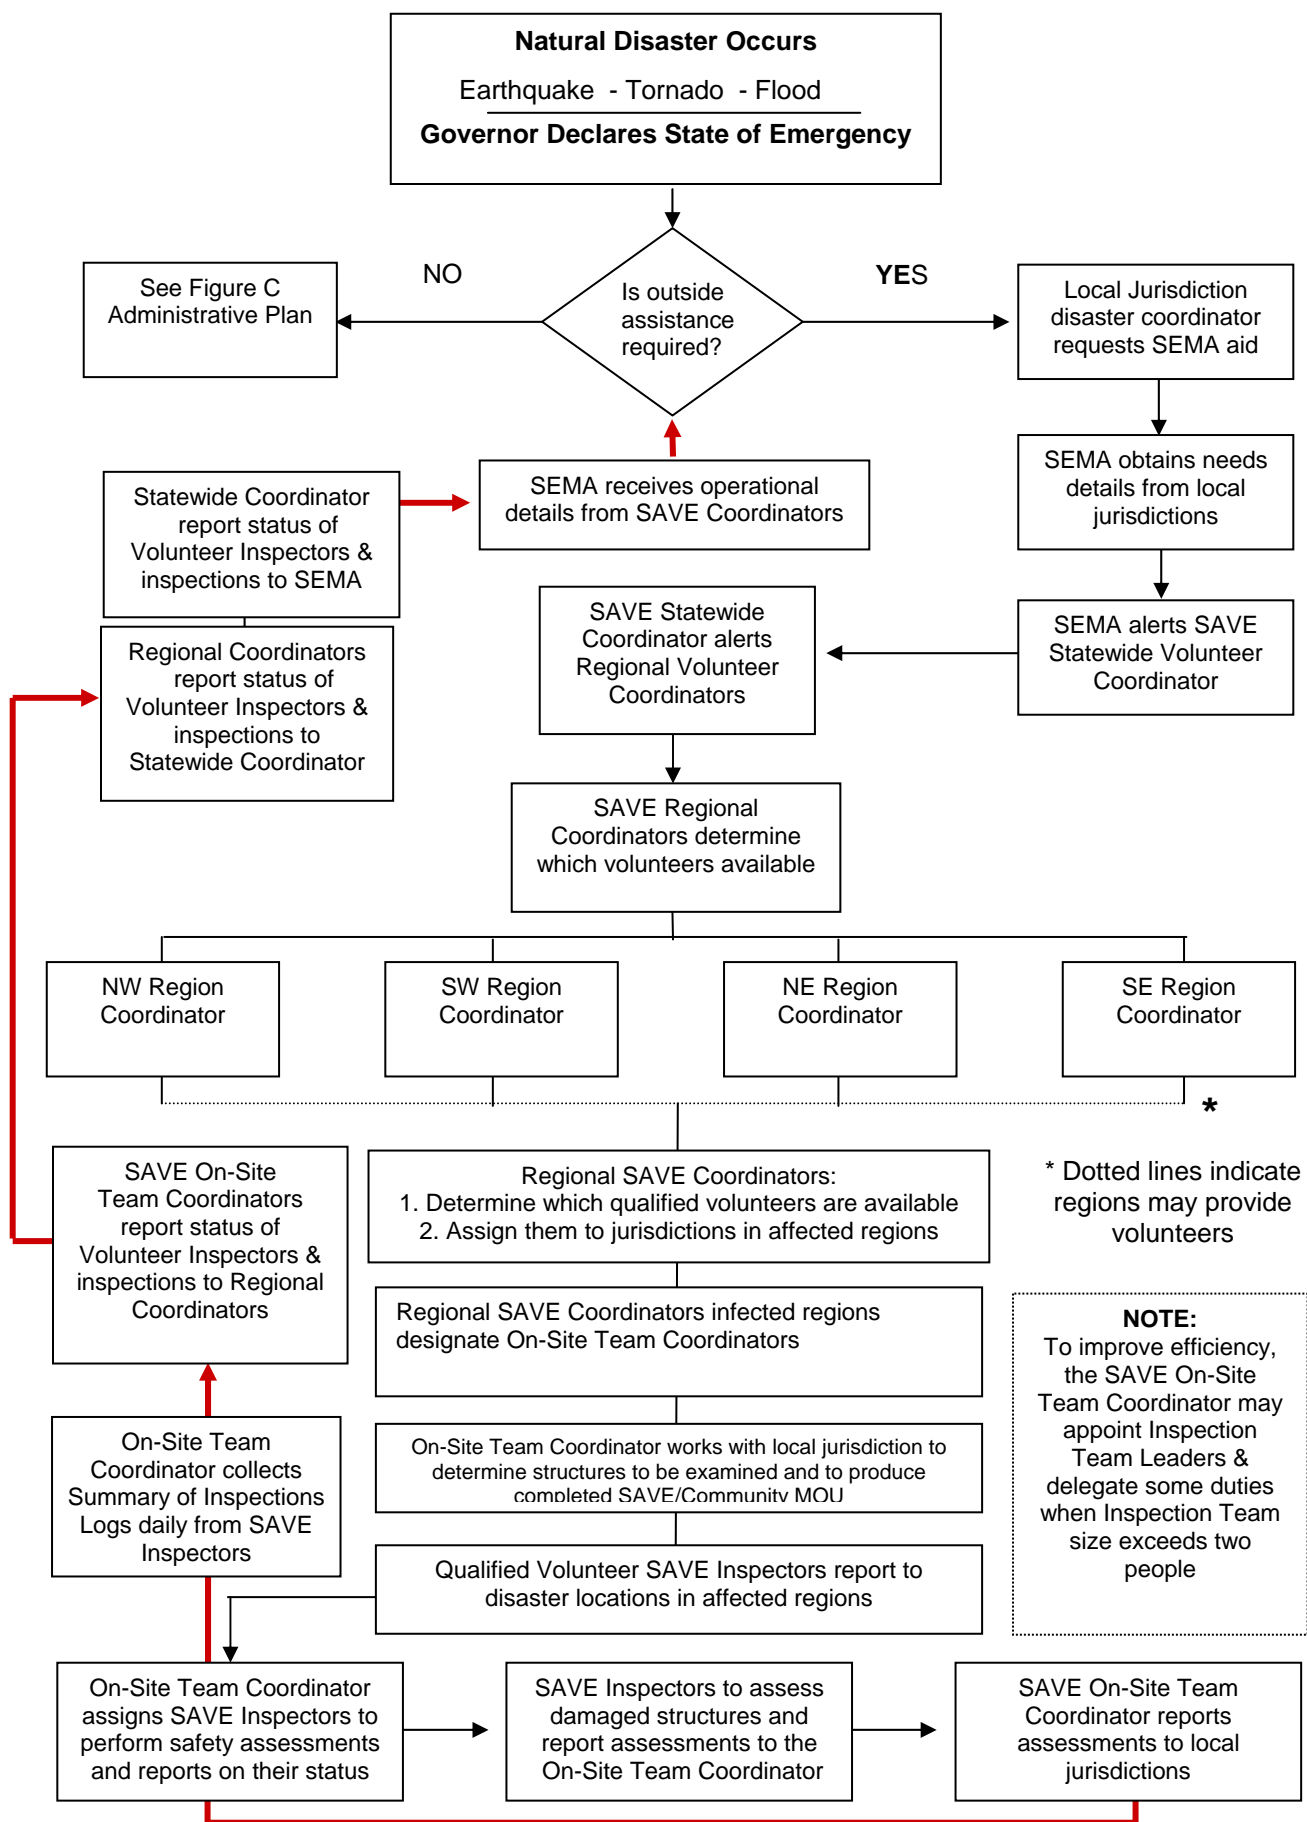 Natural Disaster Occurs
Earthquake - Tornado - Flood
Governor Declares State of Emergency
NO
YES
See Figure C
Administrative Plan
Is outside
assistance
required?
Local Jurisdiction
disaster coordinator
requests SEMA aid
Statewide Coordinator
report status of
Volunteer Inspectors &
inspections to SEMA
SEMA receives operational
details from SAVE Coordinators
SEMA obtains needs
details from local
jurisdictions
Regional Coordinators
report status of
Volunteer Inspectors &
inspections to
Statewide Coordinator
SAVE Statewide
Coordinator alerts
Regional Volunteer
Coordinators
SEMA alerts SAVE
Statewide Volunteer
Coordinator
SAVE Regional
Coordinators determine
which volunteers available
NW Region
Coordinator
SW Region
Coordinator
NE Region
Coordinator
SE Region
Coordinator
*
SAVE On-Site
Team Coordinators
report status of
Volunteer Inspectors &
inspections to Regional
Coordinators
Regional SAVE Coordinators:
1. Determine which qualified volunteers are available
2. Assign them to jurisdictions in affected regions
* Dotted lines indicate
regions may provide
volunteers
Regional SAVE Coordinators infected regions
designate On-Site Team Coordinators
NOTE:
To improve efficiency,
the SAVE On-Site
Team Coordinator may
appoint Inspection
Team Leaders &
delegate some duties
when Inspection Team
size exceeds two
people
On-Site Team
Coordinator collects
Summary of Inspections
Logs daily from SAVE
Inspectors
On-Site Team Coordinator works with local jurisdiction to
determine structures to be examined and to produce
completed SAVE/Community MOU
Qualified Volunteer SAVE Inspectors report to
disaster locations in affected regions
On-Site Team Coordinator
assigns SAVE Inspectors to
perform safety assessments
and reports on their status
SAVE Inspectors to assess
damaged structures and
report assessments to the
On-Site Team Coordinator
SAVE On-Site Team
Coordinator reports
assessments to local
jurisdictions